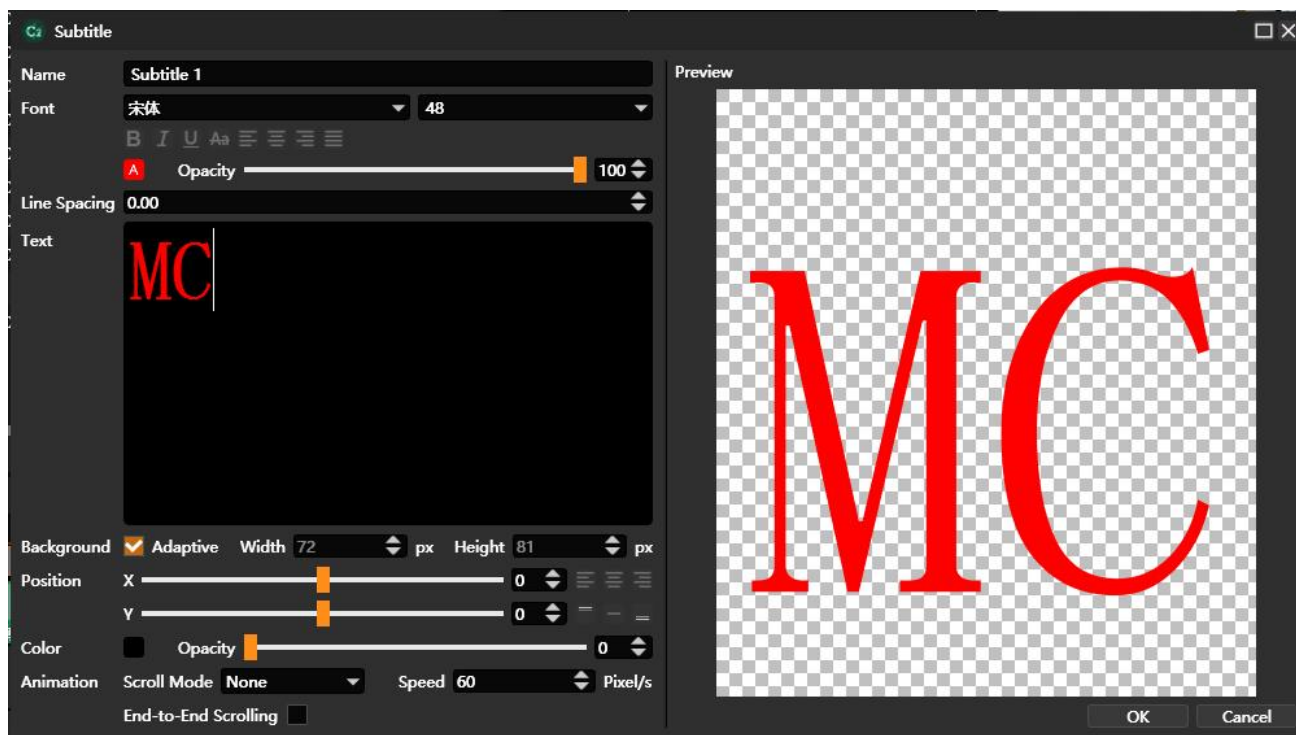 Subtitle
Name Subtitle 1
Font 宋体 48
B I U Aa
A Opacity 100
Line Spacing 0.00
Text MC
Background Adaptive Width 72 px Height 81 px
Position X 0
Y 0
Color Opacity 0
Animation Scroll Mode None Speed 60 Pixel/s
End-to-End Scrolling
Preview
MC
OK Cancel